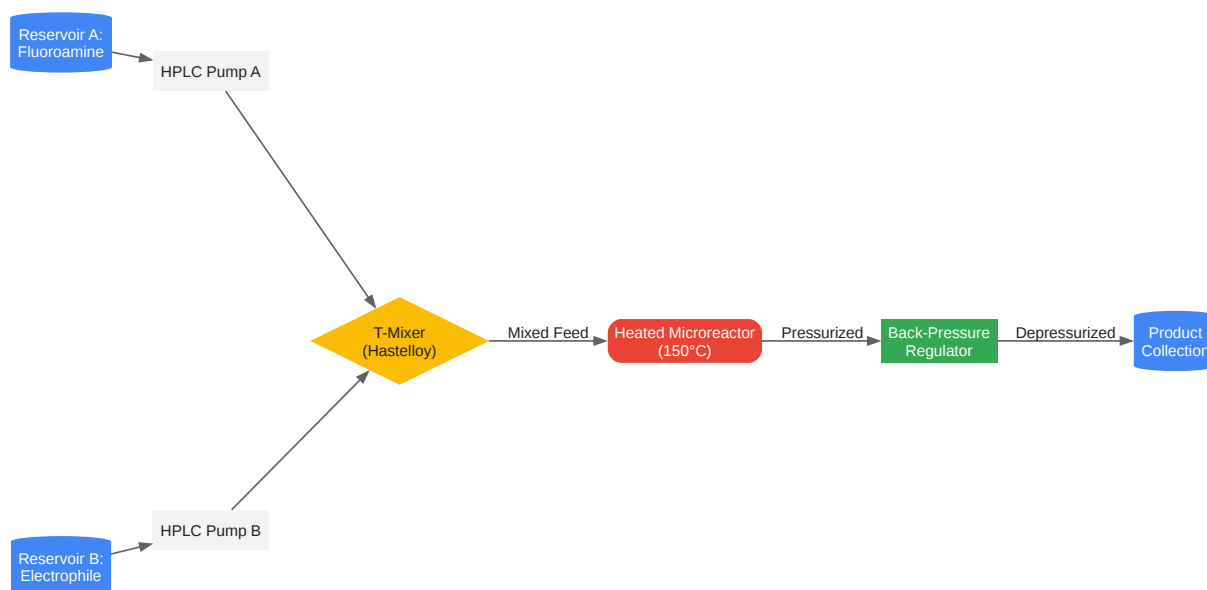 Reservoir A:
Fluoroamine
HPLC Pump A
T-Mixer
(Hastelloy)
Mixed Feed
Heated Microreactor
(150°C)
Pressurized
Back-Pressure
Regulator
Depressurized
Product
Collection
HPLC Pump B
Reservoir B:
Electrophile